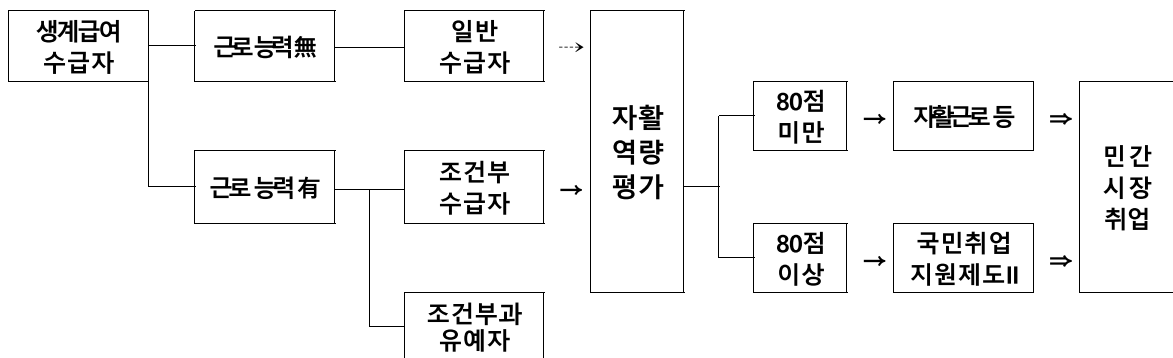 생계급여
수급자
근로능력無
일반
수급자
⇢
근로능력有
조건부
수급자
→
조건부과
유예자
자활
역량
평가
80점
미만
→
자활근로 등
⇒
80점
이상
→
국민취업
지원제도II
⇒
민간
시장
취업